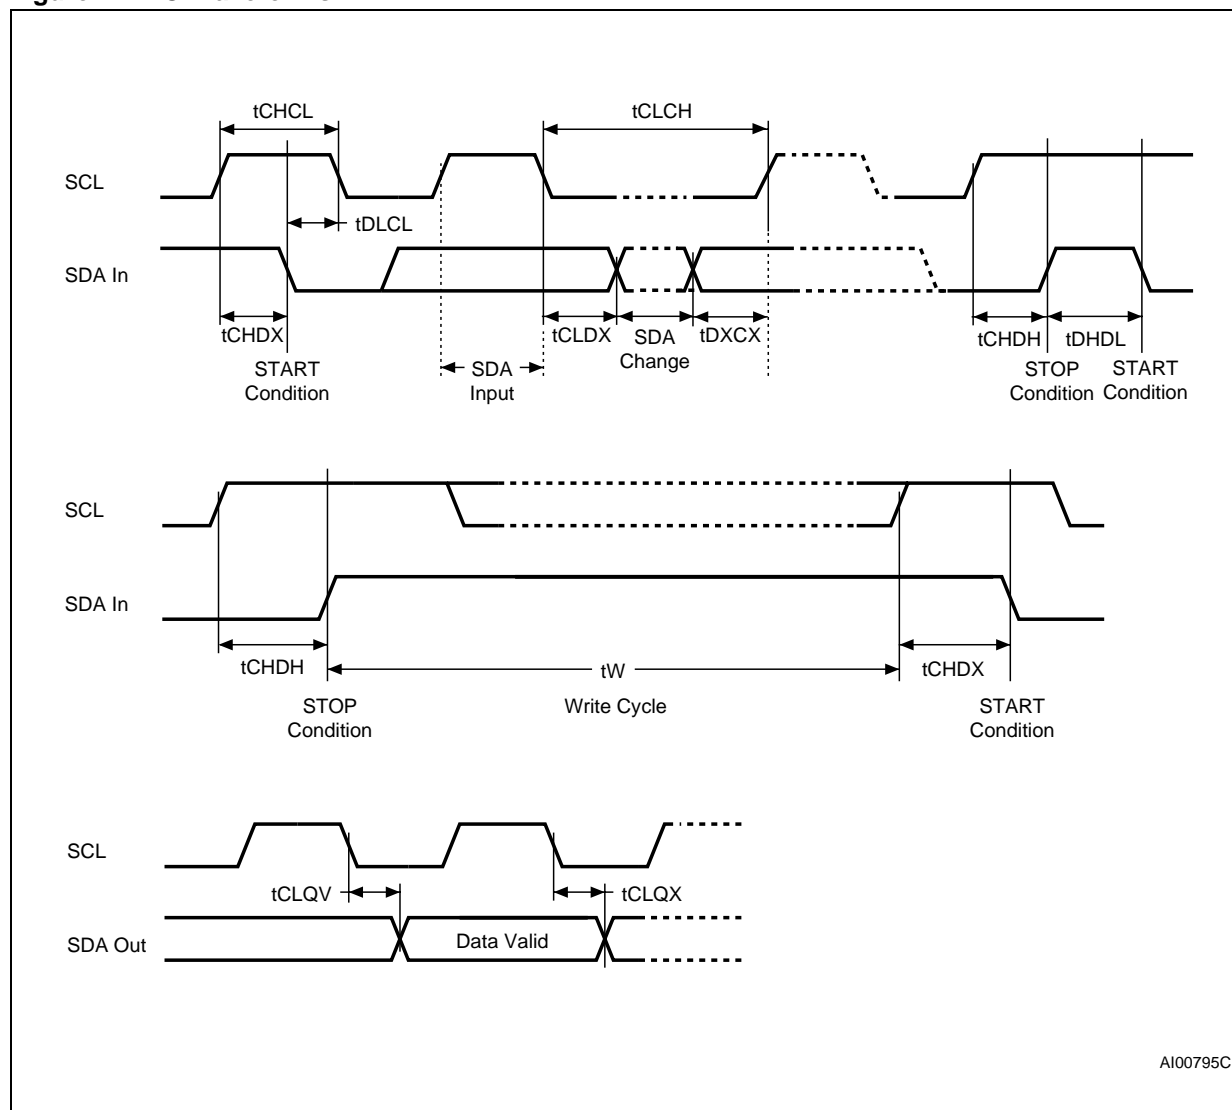 tCHCL
tCLCH
SCL
tDLCL
SDA In
tCHDX
tCLDX
SDA
Change
tDXCX
tCHDH
tDHDL
START
Condition
SDA
Input
STOP
Condition
START
Condition
SCL
SDA In
tCHDH
tW
tCHDX
STOP
Condition
Write Cycle
START
Condition
SCL
tCLQV
tCLQX
SDA Out
Data Valid
AI00795C